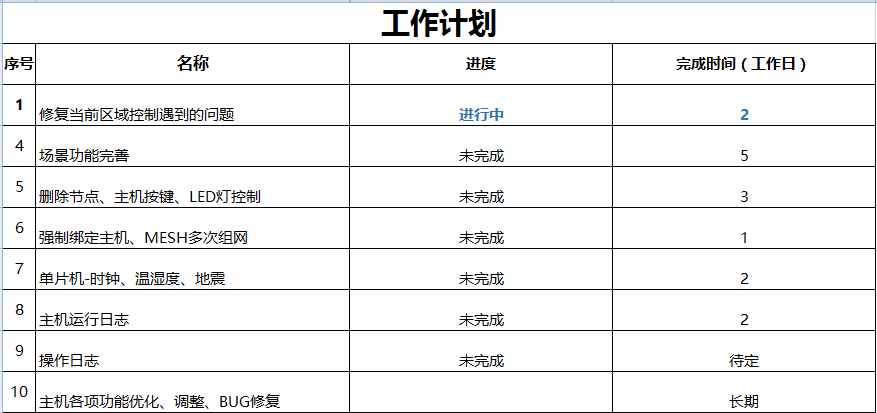 工作计划
序号 名称 进度 完成时间（工作日）
1 修复当前区域控制遇到的问题 进行中 2
4 场景功能完善 未完成 5
5 删除节点、主机按键、LED灯控制 未完成 3
6 强制绑定主机、MESH多次组网 未完成 1
7 单片机-时钟、温湿度、地震 未完成 2
8 主机运行日志 未完成 2
9 操作日志 未完成 待定
10 主机各项功能优化、调整、BUG修复 长期